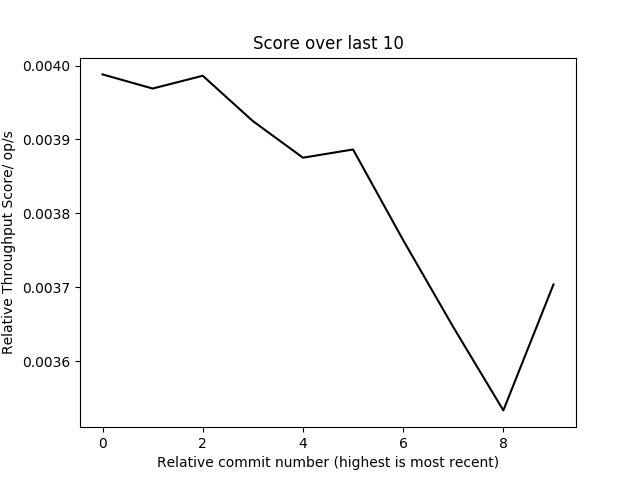 Score over last 10
Relative Throughput Score/ op/s
0.0040
0.0039
0.0038
0.0037
0.0036
0 2 4 6 8
Relative commit number (highest is most recent)